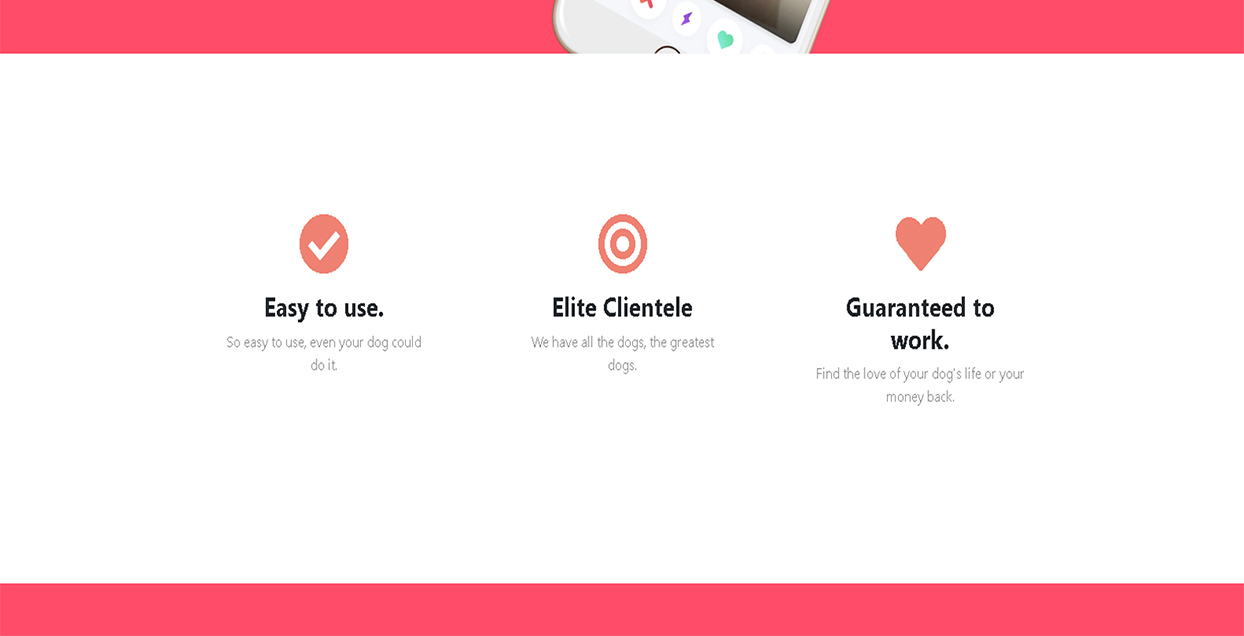 Easy to use.
So easy to use, even your dog could
do it.
Elite Clientele
We have all the dogs, the greatest
dogs.
Guaranteed to
work.
Find the love of your dog's life or your
money back.